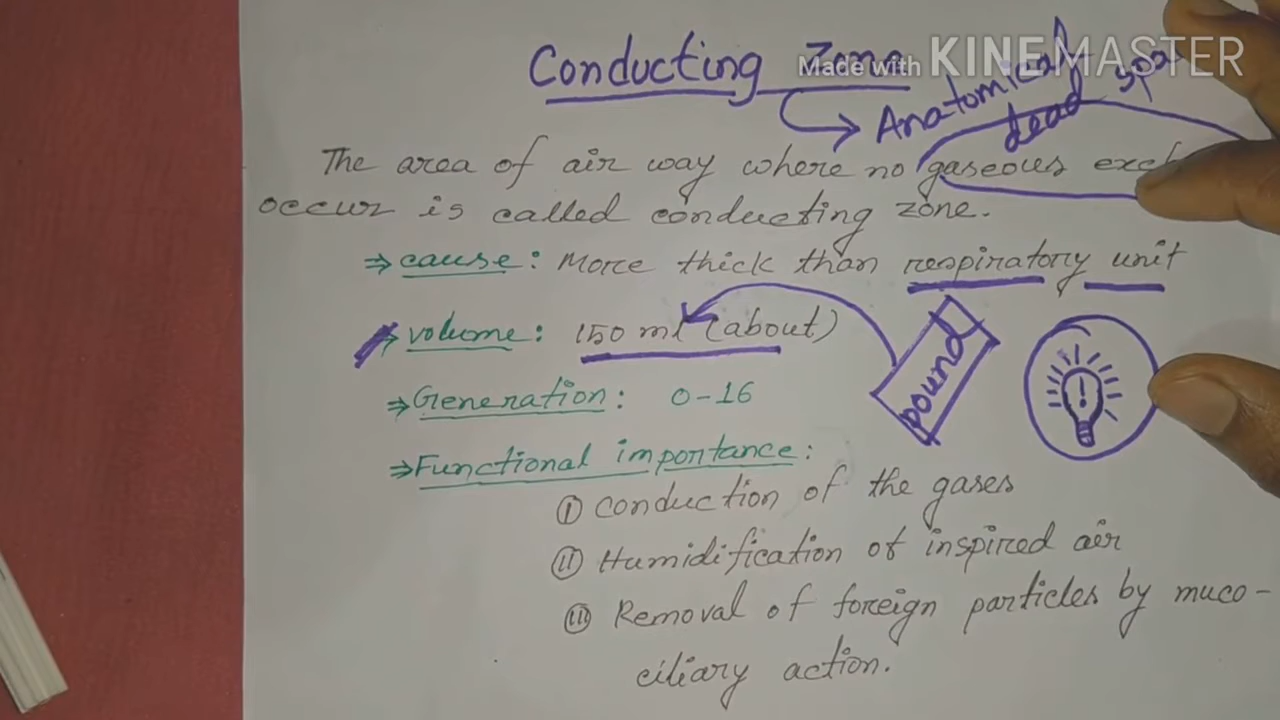 Conducting Zone
Made with KINEMASTER
Anatomical
dead
The area of air way where no gaseous
occur is called conducting zone.
⇒ cause: More thick than respiratory unit
⇒ volume: 150 ml (about)
pound
⇒ Generation: 0-16
⇒ Functional importance:
(i) Conduction of the gases
(ii) Humidification of inspired air
(iii) Removal of foreign particles by muco-
ciliary action.